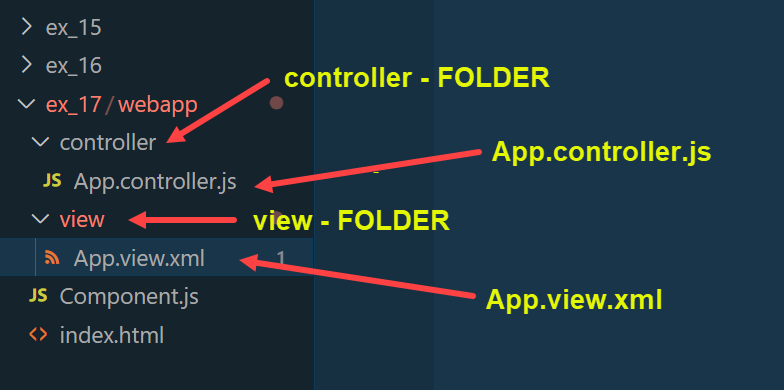 ex_15
ex_16
controller - FOLDER
ex_17/webapp
controller
App.controller.js
JS App.controller.js
view
view - FOLDER
App.view.xml 1
JS Component.js
App.view.xml
<> index.html